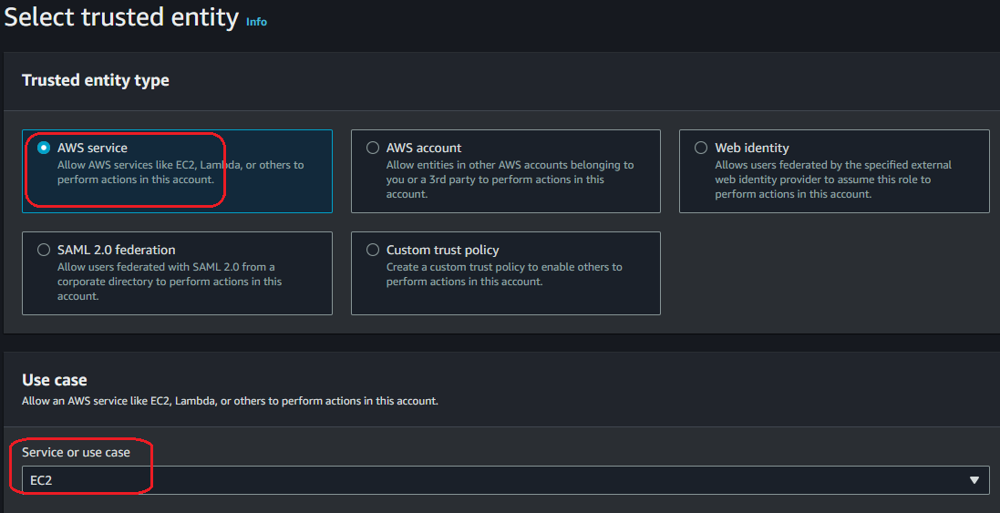 Select trusted entity Info
Trusted entity type
AWS service
Allow AWS services like EC2, Lambda, or others to
perform actions in this account.
AWS account
Allow entities in other AWS accounts belonging to
you or a 3rd party to perform actions in this
account.
Web identity
Allows users federated by the specified external
web identity provider to assume this role to
perform actions in this account.
SAML 2.0 federation
Allow users federated with SAML 2.0 from a
corporate directory to perform actions in this
account.
Custom trust policy
Create a custom trust policy to enable others to
perform actions in this account.
Use case
Allow an AWS service like EC2, Lambda, or others to perform actions in this account.
Service or use case
EC2